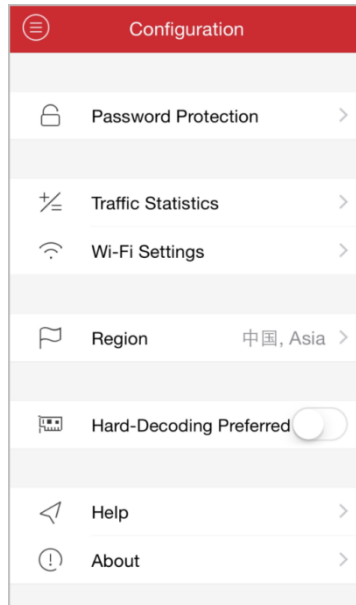 Configuration
Password Protection
Traffic Statistics
Wi-Fi Settings
Region 中国, Asia
Hard-Decoding Preferred
Help
About